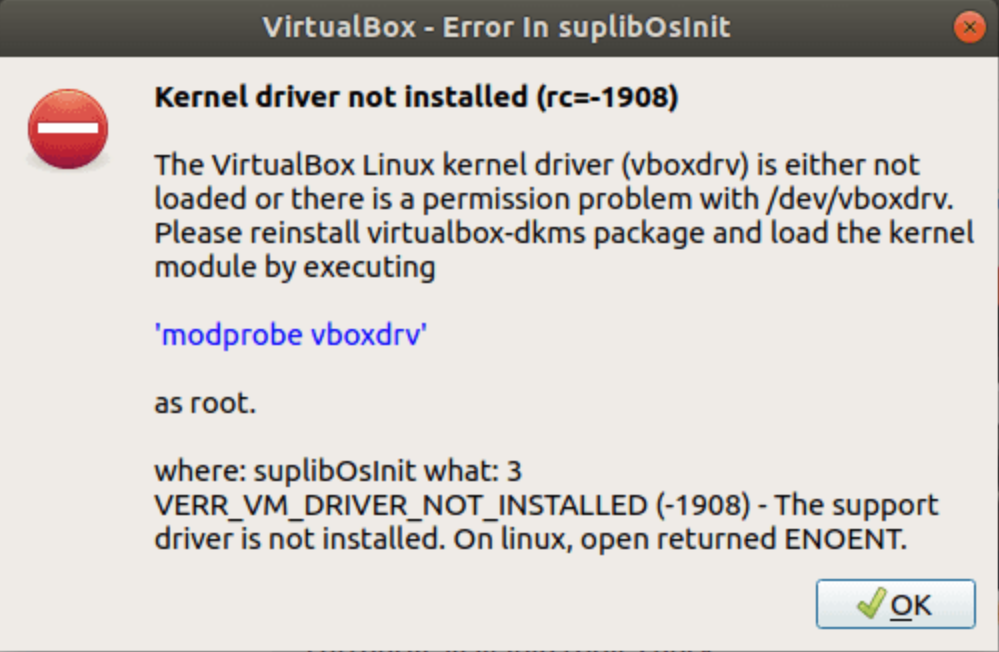 VirtualBox - Error In suplibOsInit
Kernel driver not installed (rc=-1908)
The VirtualBox Linux kernel driver (vboxdrv) is either not
loaded or there is a permission problem with /dev/vboxdrv.
Please reinstall virtualbox-dkms package and load the kernel
module by executing
'modprobe vboxdrv'
as root.
where: suplibOsInit what: 3
VERR_VM_DRIVER_NOT_INSTALLED (-1908) - The support
driver is not installed. On linux, open returned ENOENT.
OK